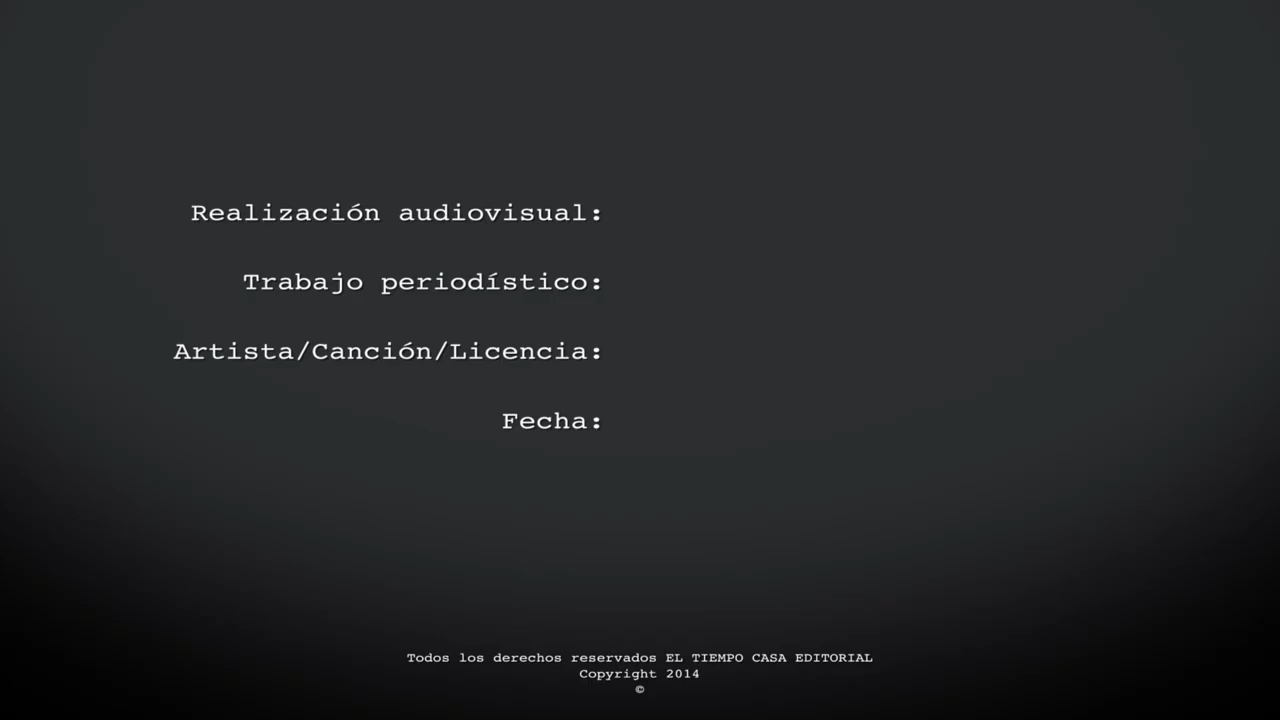 Realización audiovisual:
Trabajo periodístico:
Artista/Canción/Licencia:
Fecha:
Todos los derechos reservados EL TIEMPO CASA EDITORIAL
Copyright 2014
©